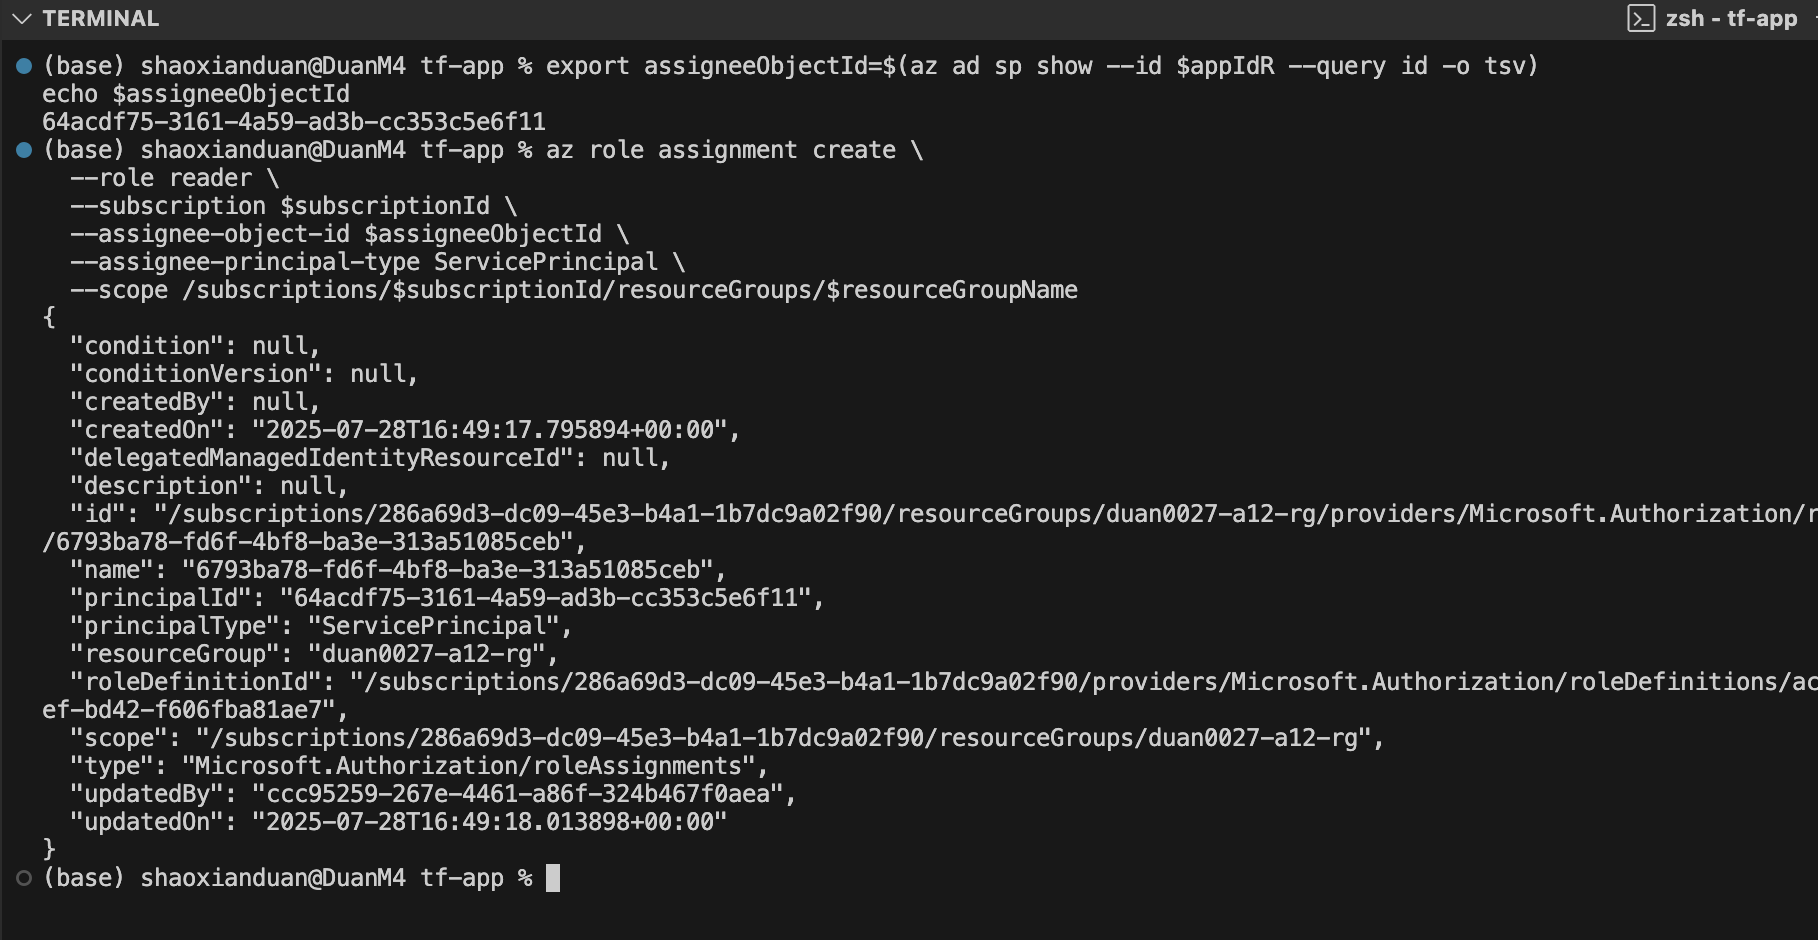 TERMINAL
zsh - tf-app
(base) shaoxianduan@DuanM4 tf-app % export assigneeObjectId=$(az ad sp show --id $appIdR --query id -o tsv)
echo $assigneeObjectId
64acdf75-3161-4a59-ad3b-cc353c5e6f11
(base) shaoxianduan@DuanM4 tf-app % az role assignment create \
  --role reader \
  --subscription $subscriptionId \
  --assignee-object-id $assigneeObjectId \
  --assignee-principal-type ServicePrincipal \
  --scope /subscriptions/$subscriptionId/resourceGroups/$resourceGroupName
{
  "condition": null,
  "conditionVersion": null,
  "createdBy": null,
  "createdOn": "2025-07-28T16:49:17.795894+00:00",
  "delegatedManagedIdentityResourceId": null,
  "description": null,
  "id": "/subscriptions/286a69d3-dc09-45e3-b4a1-1b7dc9a02f90/resourceGroups/duan0027-a12-rg/providers/Microsoft.Authorization/r
/6793ba78-fd6f-4bf8-ba3e-313a51085ceb",
  "name": "6793ba78-fd6f-4bf8-ba3e-313a51085ceb",
  "principalId": "64acdf75-3161-4a59-ad3b-cc353c5e6f11",
  "principalType": "ServicePrincipal",
  "resourceGroup": "duan0027-a12-rg",
  "roleDefinitionId": "/subscriptions/286a69d3-dc09-45e3-b4a1-1b7dc9a02f90/providers/Microsoft.Authorization/roleDefinitions/ac
ef-bd42-f606fba81ae7",
  "scope": "/subscriptions/286a69d3-dc09-45e3-b4a1-1b7dc9a02f90/resourceGroups/duan0027-a12-rg",
  "type": "Microsoft.Authorization/roleAssignments",
  "updatedBy": "ccc95259-267e-4461-a86f-324b467f0aea",
  "updatedOn": "2025-07-28T16:49:18.013898+00:00"
}
(base) shaoxianduan@DuanM4 tf-app %